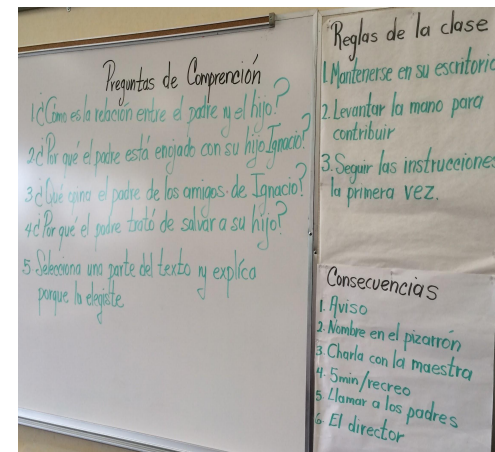 Preguntas de Comprención
1 ¿Cómo es la relación entre el padre y el hijo?
2 ¿Por qué el padre está enojado con su hijo Ignacio?
3 ¿Qué opina el padre de los amigos de Ignacio?
4 ¿Por qué el padre trató de salvar a su hijo?
5 Selecciona una parte del texto y explica
porque lo elegiste
Reglas de la clase
1. Mantenerse en su escritorio
2. Levantar la mano para
contribuir
3. Seguir las instrucciones
la primera vez.
Consecuencias
1. Aviso
2. Nombre en el pizarrón
3. Charla con la maestra
4. 5min/recreo
5. Llamar a los padres
6. El director